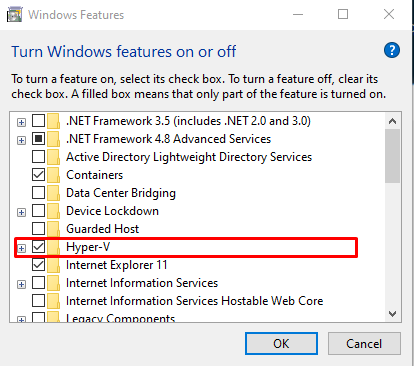 Windows Features
Turn Windows features on or off
?
To turn a feature on, select its check box. To turn a feature off, clear its
check box. A filled box means that only part of the feature is turned on.
.NET Framework 3.5 (includes .NET 2.0 and 3.0)
.NET Framework 4.8 Advanced Services
Active Directory Lightweight Directory Services
Containers
Data Center Bridging
Device Lockdown
Guarded Host
Hyper-V
Internet Explorer 11
Internet Information Services
Internet Information Services Hostable Web Core
Legacy Components
OK
Cancel